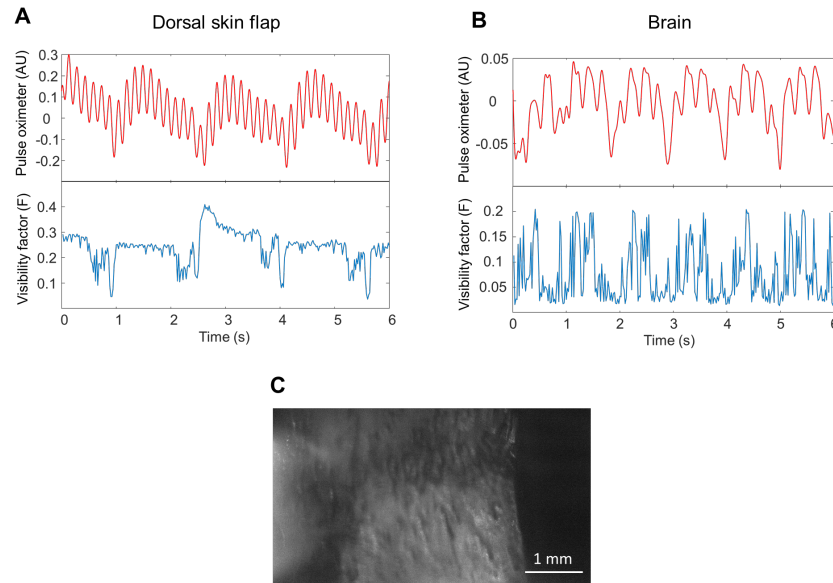 A
Dorsal skin flap
Pulse oximeter (AU)
0.3
0.2
0.1
0
-0.1
-0.2
Visibility factor (F)
0.4
0.3
0.2
0.1
0 1 2 3 4 5 6
Time (s)
B
Brain
Pulse oximeter (AU)
0.05
0
-0.05
Visibility factor (F)
0.2
0.15
0.1
0.05
0 1 2 3 4 5 6
Time (s)
C
1 mm